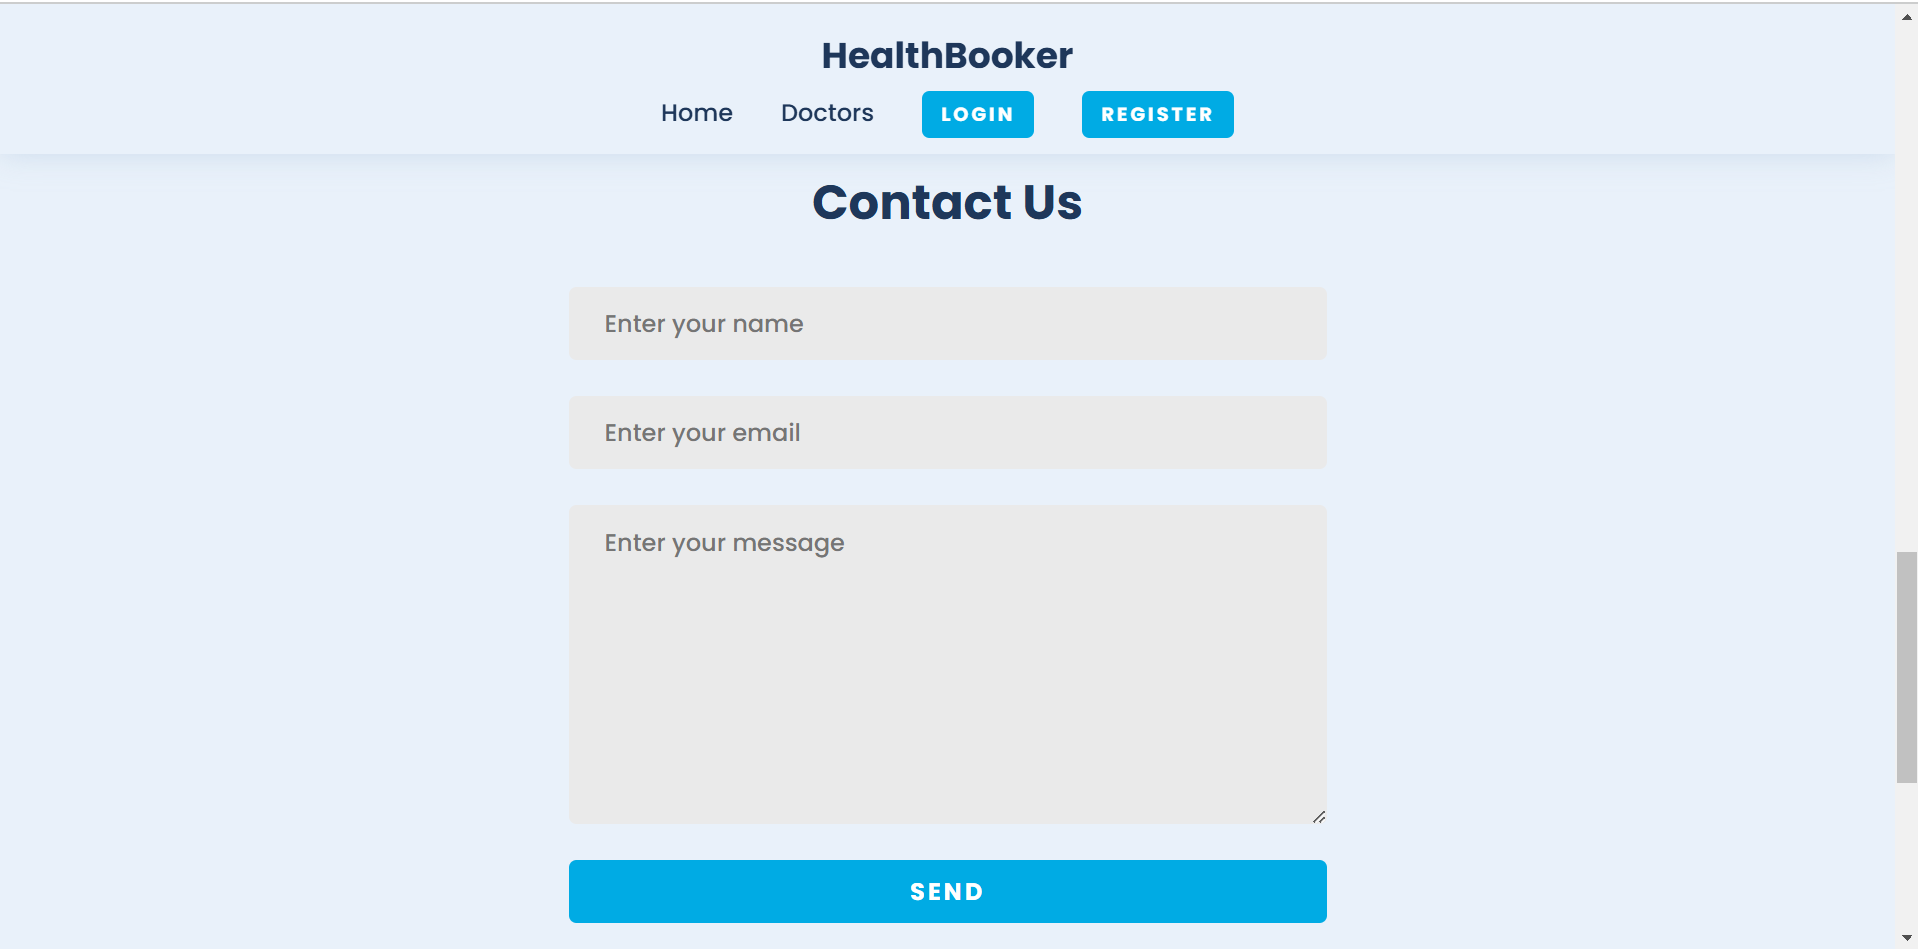 HealthBooker
Home Doctors LOGIN REGISTER
Contact Us
Enter your name
Enter your email
Enter your message
SEND